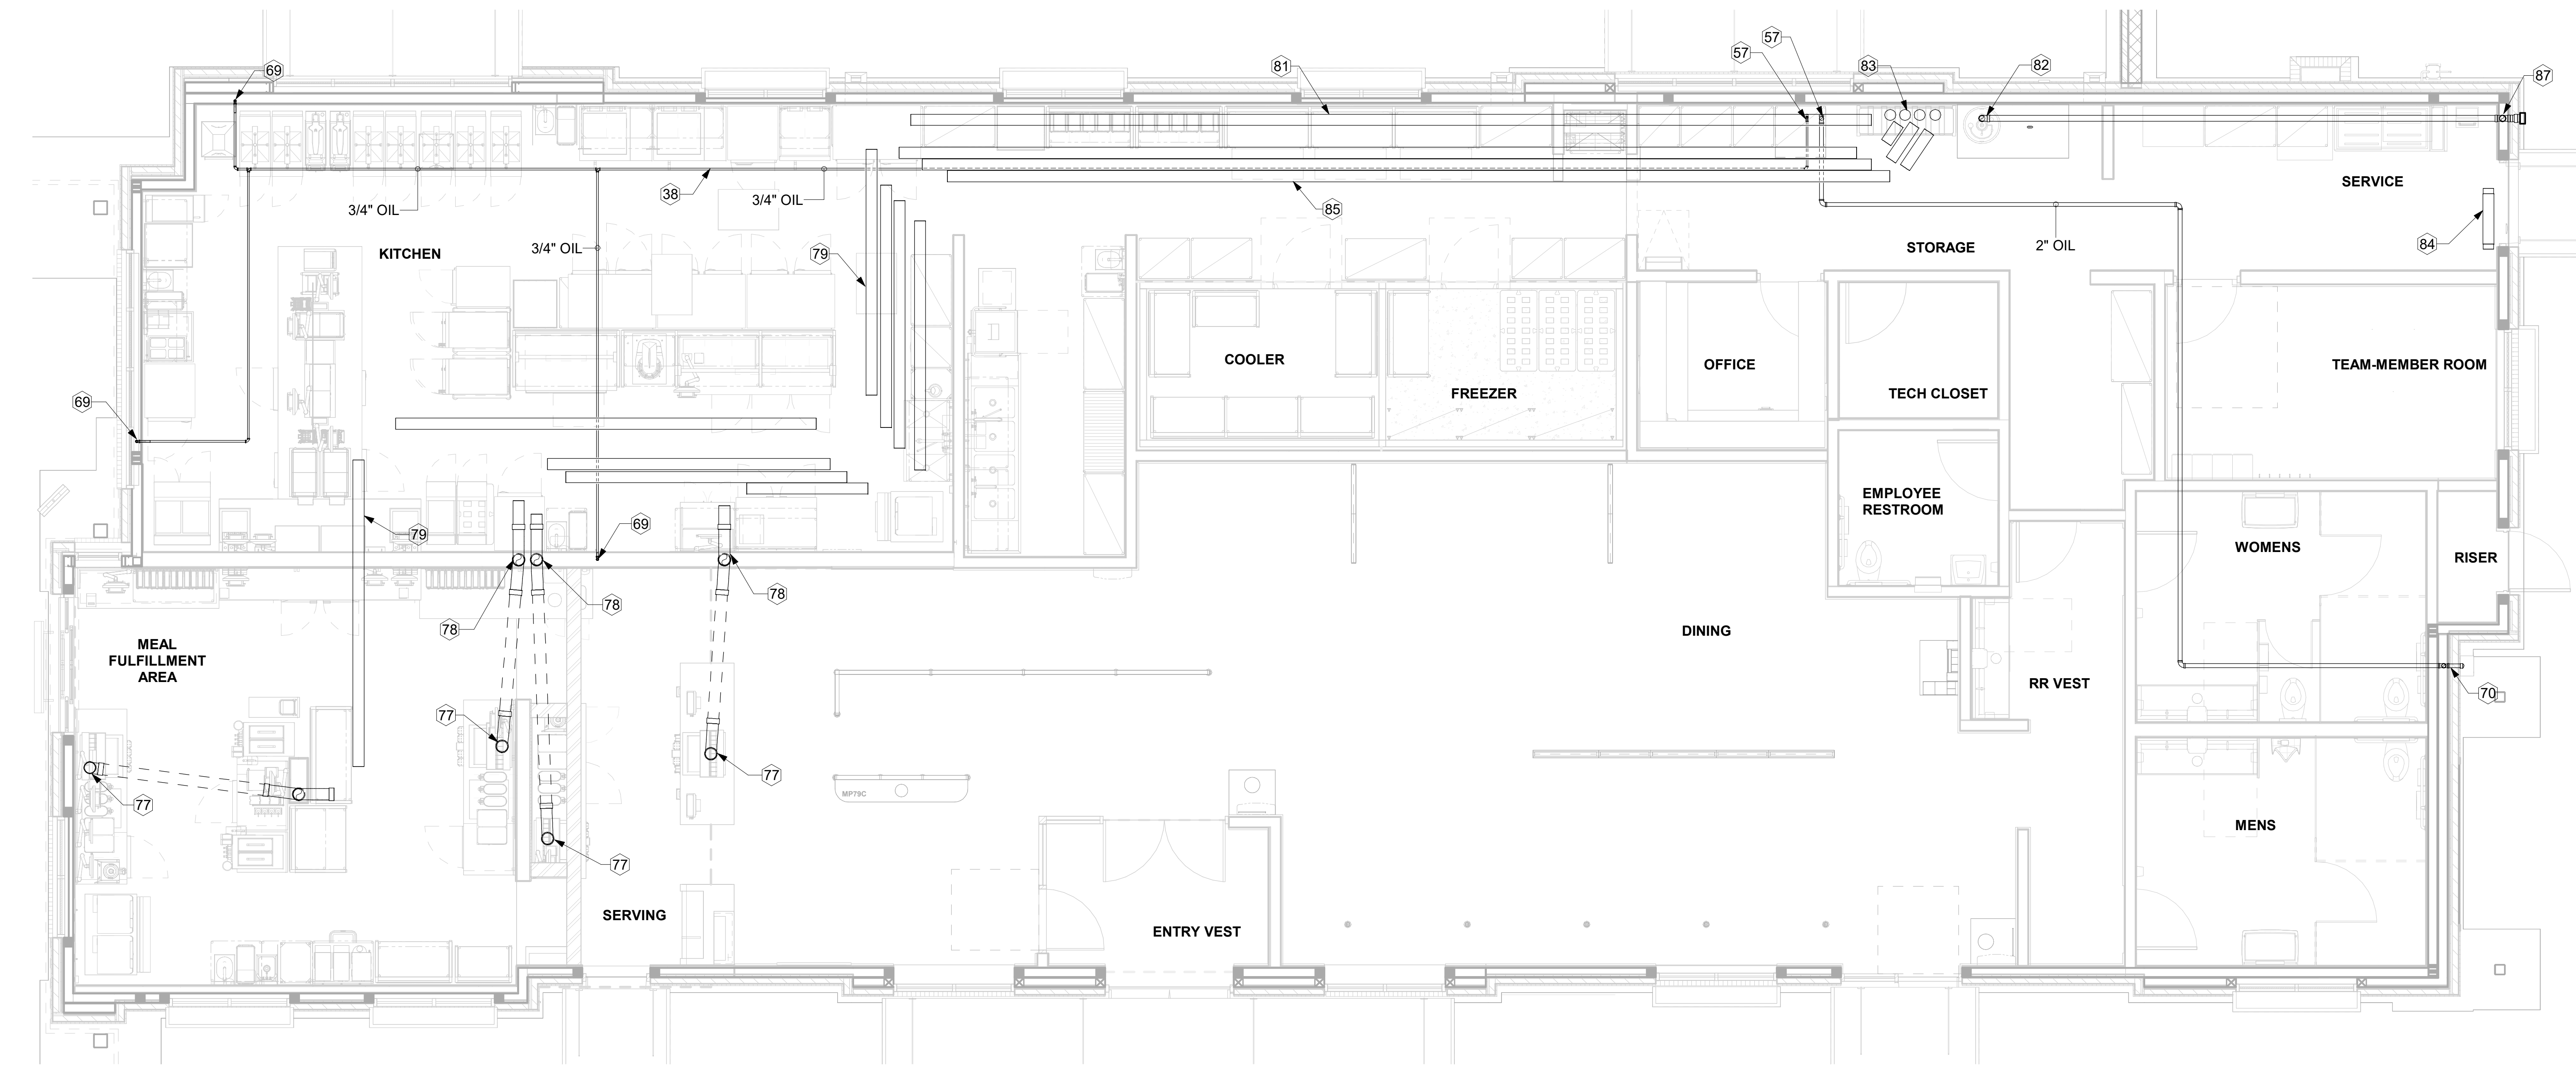 57
57
69
81
83
82
87
3/4" OIL
38
3/4" OIL
85
SERVICE
84
KITCHEN
3/4" OIL
79
STORAGE
2" OIL
COOLER
OFFICE
TEAM-MEMBER ROOM
FREEZER
TECH CLOSET
69
EMPLOYEE
RESTROOM
79
69
WOMENS
RISER
78
78
78
MEAL
FULFILLMENT
AREA
DINING
RR VEST
70
77
77
77
MP79C
77
MENS
SERVING
ENTRY VEST